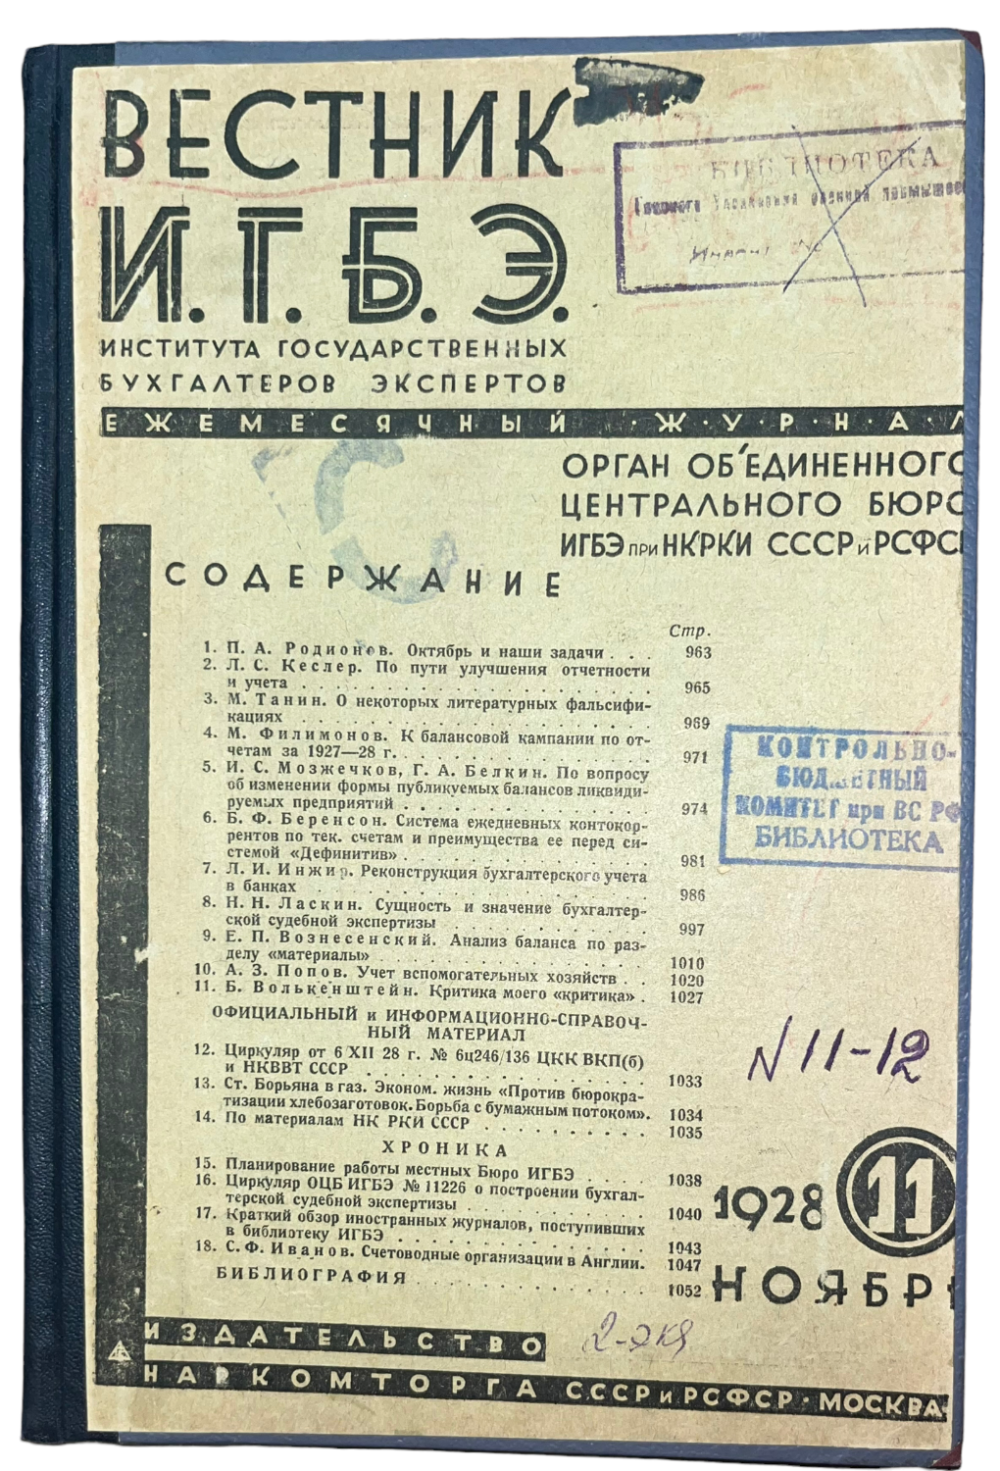 ВЕСТНИК
И.Г.Б.Э.
ИНСТИТУТА ГОСУДАРСТВЕННЫХ
БУХГАЛТЕРОВ ЭКСПЕРТОВ
ЕЖЕМЕСЯЧНЫЙ · Ж·У·Р·Н·А·Л
БИБЛИОТЕКА
ОРГАН ОБ'ЕДИНЕННОГО
ЦЕНТРАЛЬНОГО БЮРО
ИГБЭ ПРИ НКРКИ СССР и РСФСР
СОДЕРЖАНИЕ
Стр.
1. П. А. Родионов. Октябрь и наши задачи . . . 963
2. Л. С. Кеслер. По пути улучшения отчетности
и учета . . . 965
3. М. Танин. О некоторых литературных фальсифи-
кациях . . . 969
4. М. Филимонов. К балансовой кампании по от-
четам за 1927—28 г. . . . 971
5. И. С. Мозжечков, Г. А. Белкин. По вопросу
об изменении формы публикуемых балансов ликвиди-
руемых предприятий . . . 974
6. Б. Ф. Беренсон. Система ежедневных контокор-
рентов по тек. счетам и преимущества ее перед си-
стемой «Дефинитив» . . . 981
7. Л. И. Инжир. Реконструкция бухгалтерского учета
в банках . . . 986
8. Н. Н. Ласкин. Сущность и значение бухгалтер-
ской судебной экспертизы . . . 997
9. Е. П. Вознесенский. Анализ баланса по раз-
делу «материалы» . . . 1010
10. А. З. Попов. Учет вспомогательных хозяйств . . 1020
11. Б. Волькенштейн. Критика моего «критика» . 1027
ОФИЦИАЛЬНЫЙ и ИНФОРМАЦИОННО-СПРАВОЧ-
НЫЙ МАТЕРИАЛ
12. Циркуляр от 6/XII 28 г. № 6ц246/136 ЦКК ВКП(б)
и НКВВТ СССР . . . 1033
13. Ст. Борьяна в газ. Эконом. жизнь «Против бюрокра-
тизации хлебозаготовок. Борьба с бумажным потоком». 1034
14. По материалам НК РКИ СССР . . . 1035
ХРОНИКА
15. Планирование работы местных Бюро ИГБЭ . . . 1038
16. Циркуляр ОЦБ ИГБЭ № 11226 о построении бухгал-
терской судебной экспертизы . . . 1040
17. Краткий обзор иностранных журналов, поступивших
в библиотеку ИГБЭ . . . 1043
18. С. Ф. Иванов. Счетоводные организации в Англии. 1047
БИБЛИОГРАФИЯ . . . 1052
КОНТРОЛЬНО-
БЮДЖЕТНЫЙ
КОМИТЕТ при ВС РФ
БИБЛИОТЕКА
N 11-12
1928 11
НОЯБРЬ
2-экз
ИЗДАТЕЛЬСТВО
НАРКОМТОРГА СССР и РСФСР · МОСКВА